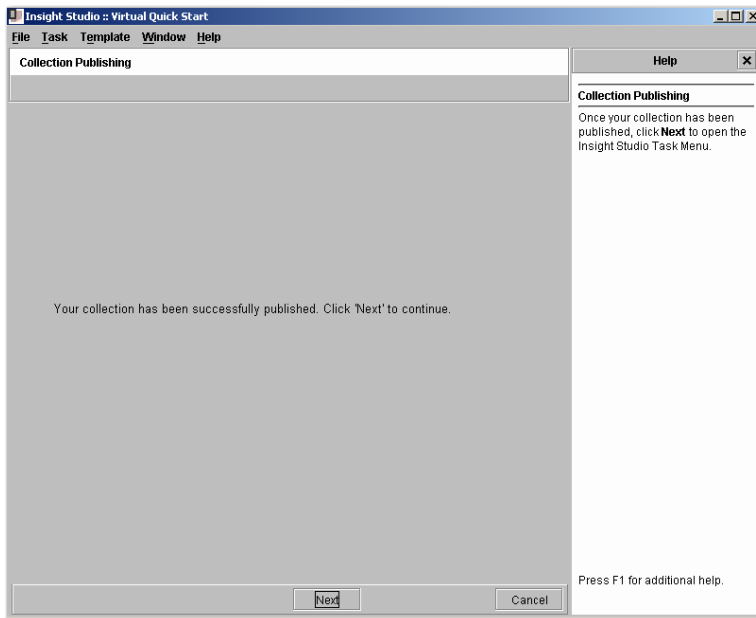 Insight Studio :: Virtual Quick Start
File Task Template Window Help
Collection Publishing
Your collection has been successfully published. Click 'Next' to continue.
Next
Cancel
Help
Collection Publishing
Once your collection has been
published, click Next to open the
Insight Studio Task Menu.
Press F1 for additional help.